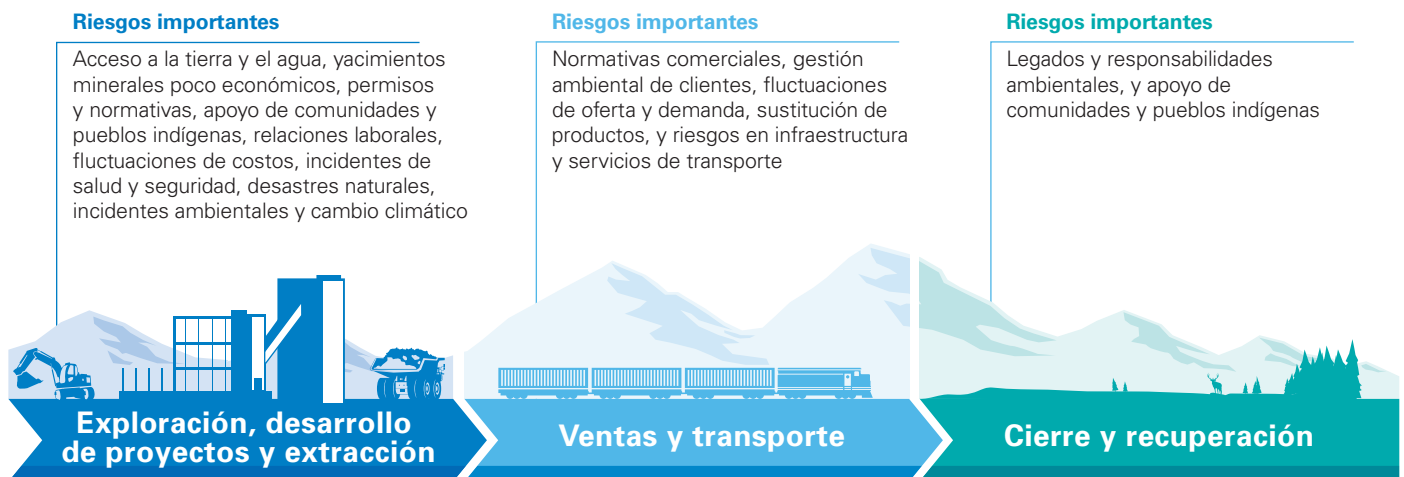 Riesgos importantes
Acceso a la tierra y el agua, yacimientos
minerales poco económicos, permisos
y normativas, apoyo de comunidades y
pueblos indígenas, relaciones laborales,
fluctuaciones de costos, incidentes de
salud y seguridad, desastres naturales,
incidentes ambientales y cambio climático
Exploración, desarrollo
de proyectos y extracción
Riesgos importantes
Normativas comerciales, gestión
ambiental de clientes, fluctuaciones
de oferta y demanda, sustitución de
productos, y riesgos en infraestructura
y servicios de transporte
Ventas y transporte
Riesgos importantes
Legados y responsabilidades
ambientales, y apoyo de
comunidades y pueblos indígenas
Cierre y recuperación